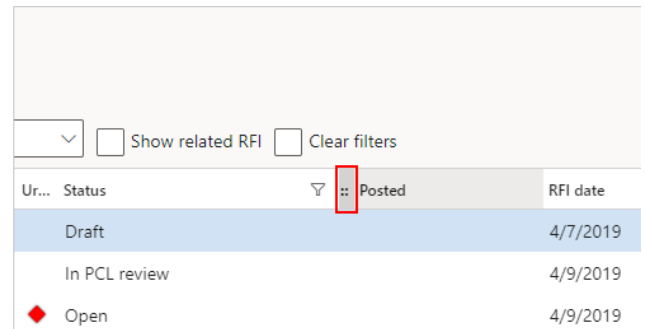 Show related RFI Clear filters
Ur... Status :: Posted RFI date
Draft 4/7/2019
In PCL review 4/9/2019
Open 4/9/2019